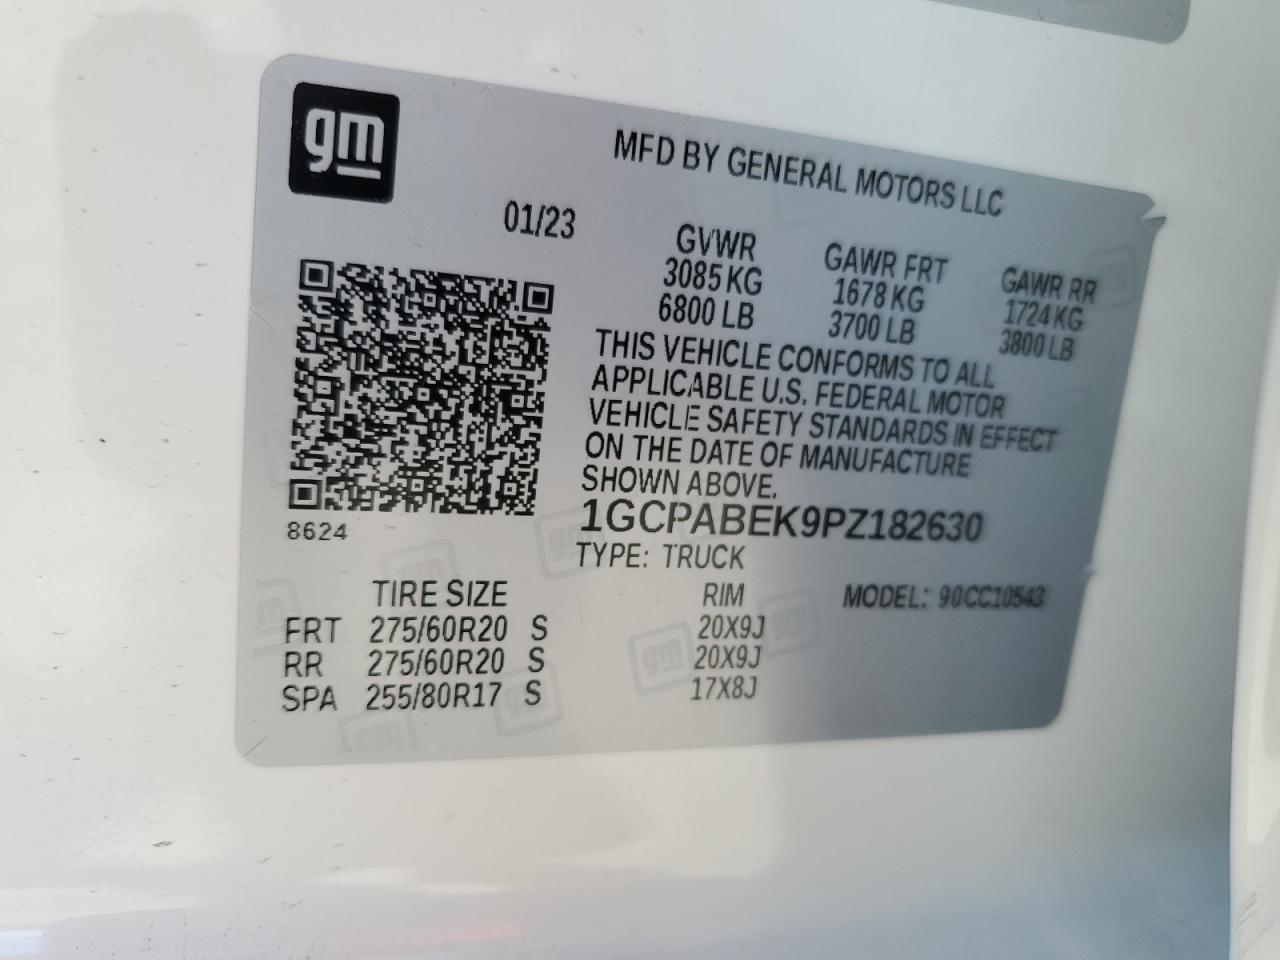 gm
MFD BY GENERAL MOTORS LLC
01/23
GVWR GAWR FRT GAWR RR
3085 KG 1678 KG 1724 KG
6800 LB 3700 LB 3800 LB
THIS VEHICLE CONFORMS TO ALL
APPLICABLE U.S. FEDERAL MOTOR
VEHICLE SAFETY STANDARDS IN EFFECT
ON THE DATE OF MANUFACTURE
SHOWN ABOVE.
1GCPABEK9PZ182630
8624
TYPE: TRUCK
TIRE SIZE RIM MODEL: 90CC10543
FRT 275/60R20 S 20X9J
RR 275/60R20 S 20X9J
SPA 255/80R17 S 17X8J